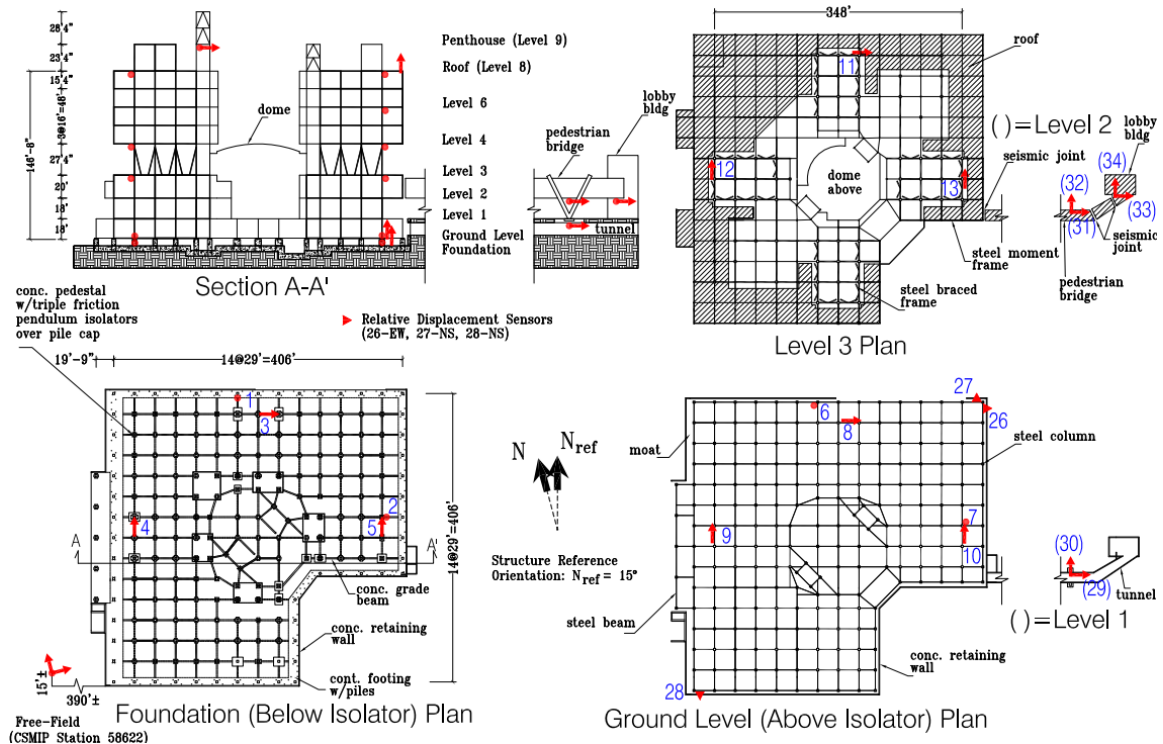 28'4"
23'4"
15'4"
3@16'=48'
27'4"
20'
18'
18'
146'-8"
dome
Penthouse (Level 9)
Roof (Level 8)
Level 6
Level 4
Level 3
Level 2
Level 1
Ground Level
Foundation
lobby
bldg
pedestrian
bridge
tunnel
Section A-A'
348'
roof
11
12
13
dome
above
( )=Level 2
lobby
bldg
seismic joint
(34)
(32)
(33)
(31)
seismic
joint
steel moment
frame
pedestrian
bridge
steel braced
frame
Level 3 Plan
conc. pedestal
w/triple friction
pendulum isolators
over pile cap
Relative Displacement Sensors
(26-EW, 27-NS, 28-NS)
19'-9"
14@29'=406'
1
3
2
4
5
A
A'
14@29'=406'
conc. grade
beam
conc. retaining
wall
cont. footing
w/piles
15'±
390'±
Free-Field
(CSMIP Station 58622)
Foundation (Below Isolator) Plan
N
Nref
Structure Reference
Orientation: Nref = 15°
27
26
6
8
moat
steel column
7
9
10
steel beam
(30)
(29)
tunnel
( )=Level 1
conc. retaining
wall
28
Ground Level (Above Isolator) Plan